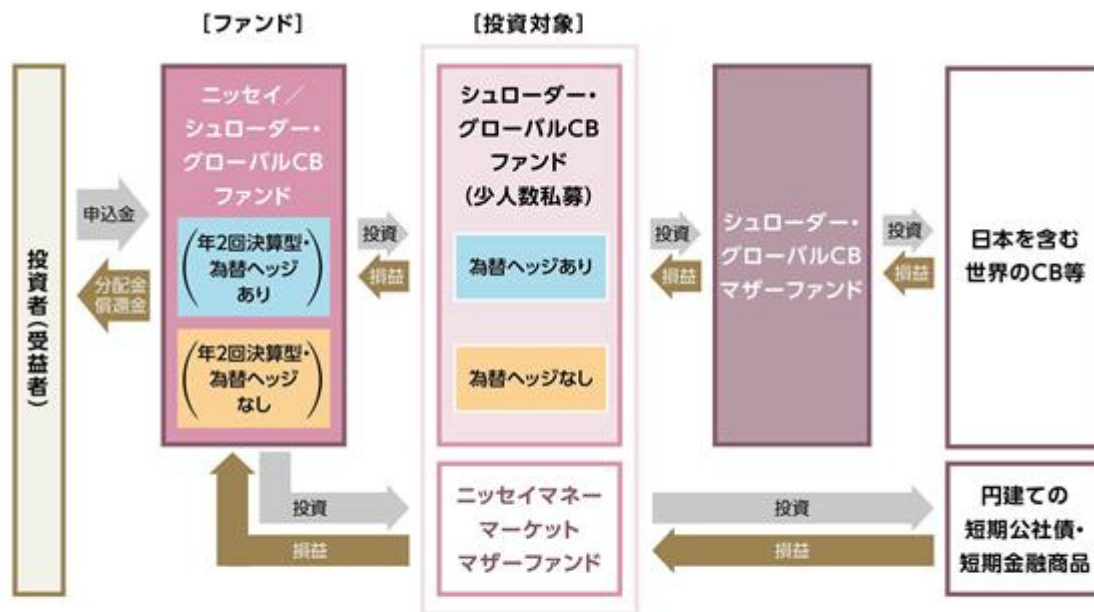 [ファンド]
[投資対象]
投資者(受益者)
申込金
分配金
償還金
ニッセイ/
シュローダー・
グローバルCB
ファンド
(年2回決算型・
為替ヘッジ
あり)
(年2回決算型・
為替ヘッジ
なし)
投資
損益
シュローダー・
グローバルCB
ファンド
(少人数私募)
為替ヘッジあり
為替ヘッジなし
投資
損益
シュローダー・
グローバルCB
マザーファンド
投資
損益
日本を含む
世界のCB等
投資
損益
ニッセイマネー
マーケット
マザーファンド
投資
損益
円建ての
短期公社債・
短期金融商品